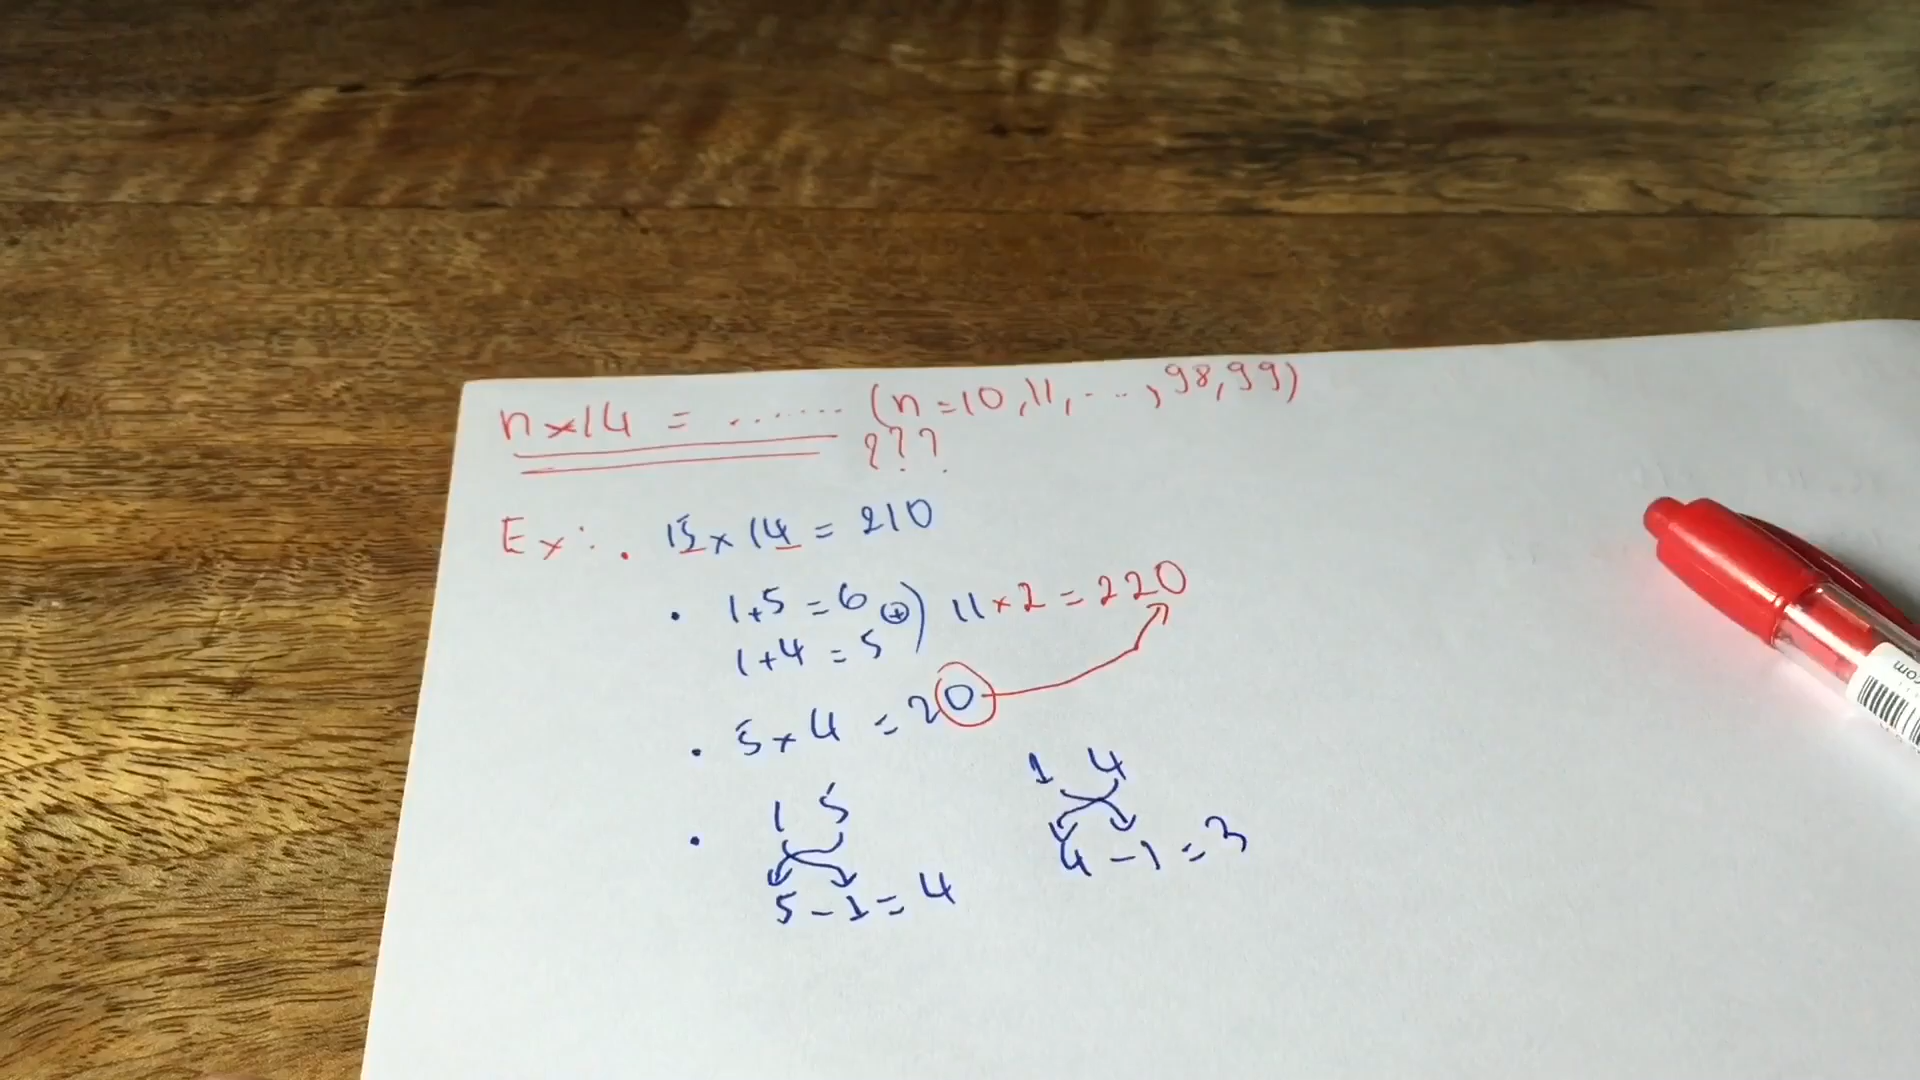 n×14 = ....... (n=10,11,...,98,99)
???
Ex:. 15×14 = 210
• 1+5=6 (+)) 11×2=220
1+4=5
• 5×4=20
1 4
1 5
• 4-1=3
5-1=4
com